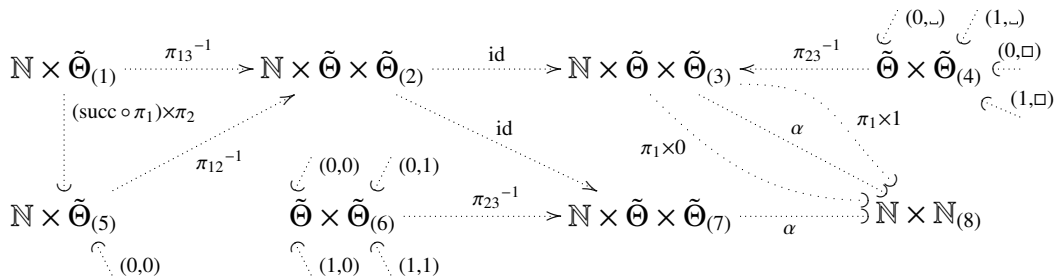 (0,␣) (1,␣)
ℕ × Θ̃₍₁₎ π₁₃⁻¹ ℕ × Θ̃ × Θ̃₍₂₎ id ℕ × Θ̃ × Θ̃₍₃₎ π₂₃⁻¹ Θ̃ × Θ̃₍₄₎ (0,□)
(1,□)
(succ ∘ π₁)×π₂ π₁₂⁻¹ id π₁×0 α π₁×1
(0,0) (0,1)
ℕ × Θ̃₍₅₎ Θ̃ × Θ̃₍₆₎ π₂₃⁻¹ ℕ × Θ̃ × Θ̃₍₇₎ α ℕ × ℕ₍₈₎
(0,0) (1,0) (1,1)